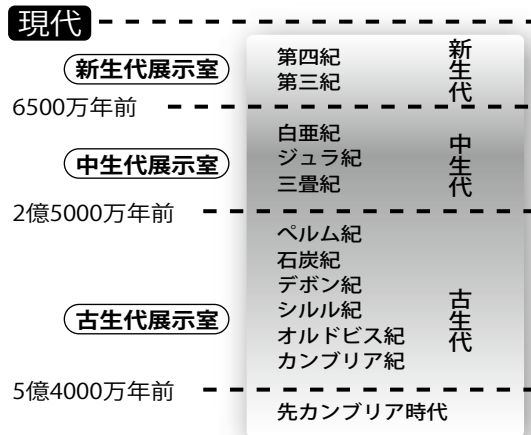 現代
新生代展示室
第四紀
第三紀
新生代
6500万年前
中生代展示室
白亜紀
ジュラ紀
三畳紀
中生代
2億5000万年前
古生代展示室
ペルム紀
石炭紀
デボン紀
シルル紀
オルドビス紀
カンブリア紀
古生代
5億4000万年前
先カンブリア時代